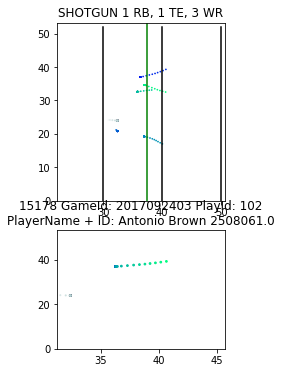 SHOTGUN 1 RB, 1 TE, 3 WR
50
40
30
20
10
0
30 40 50
15178 GameId: 2017092403 PlayId: 102
PlayerName + ID: Antonio Brown 2508061.0
40
20
0
35 40 45